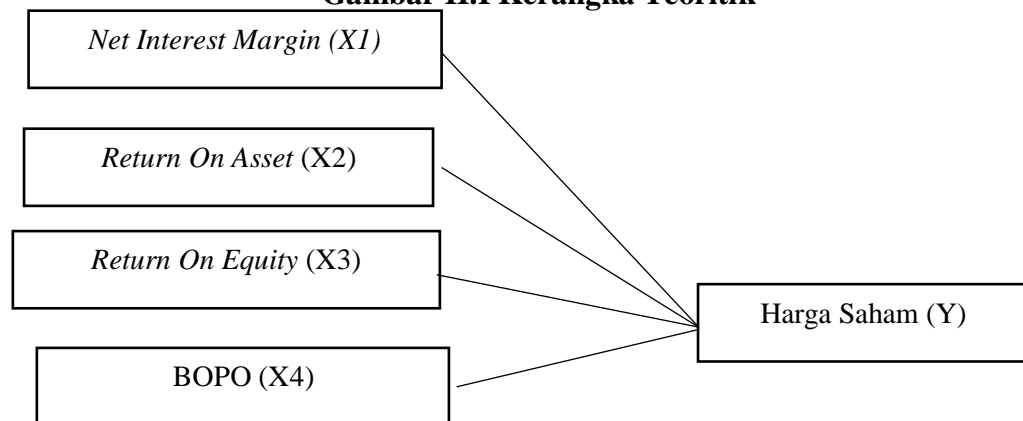 Gambar II.1 Kerangka Teoritik
Net Interest Margin (X1)
Return On Asset (X2)
Return On Equity (X3)
Harga Saham (Y)
BOPO (X4)